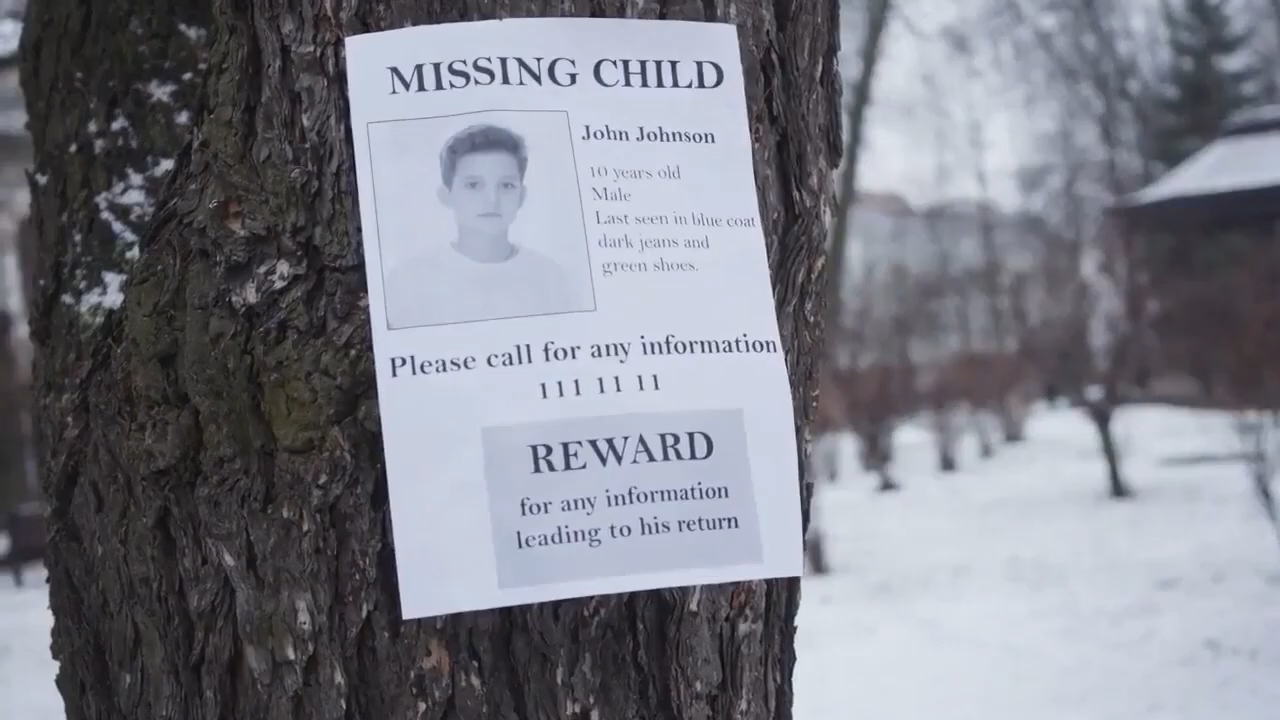 MISSING CHILD
John Johnson
10 years old
Male
Last seen in blue coat
dark jeans and
green shoes.
Please call for any information
111 11 11
REWARD
for any information
leading to his return